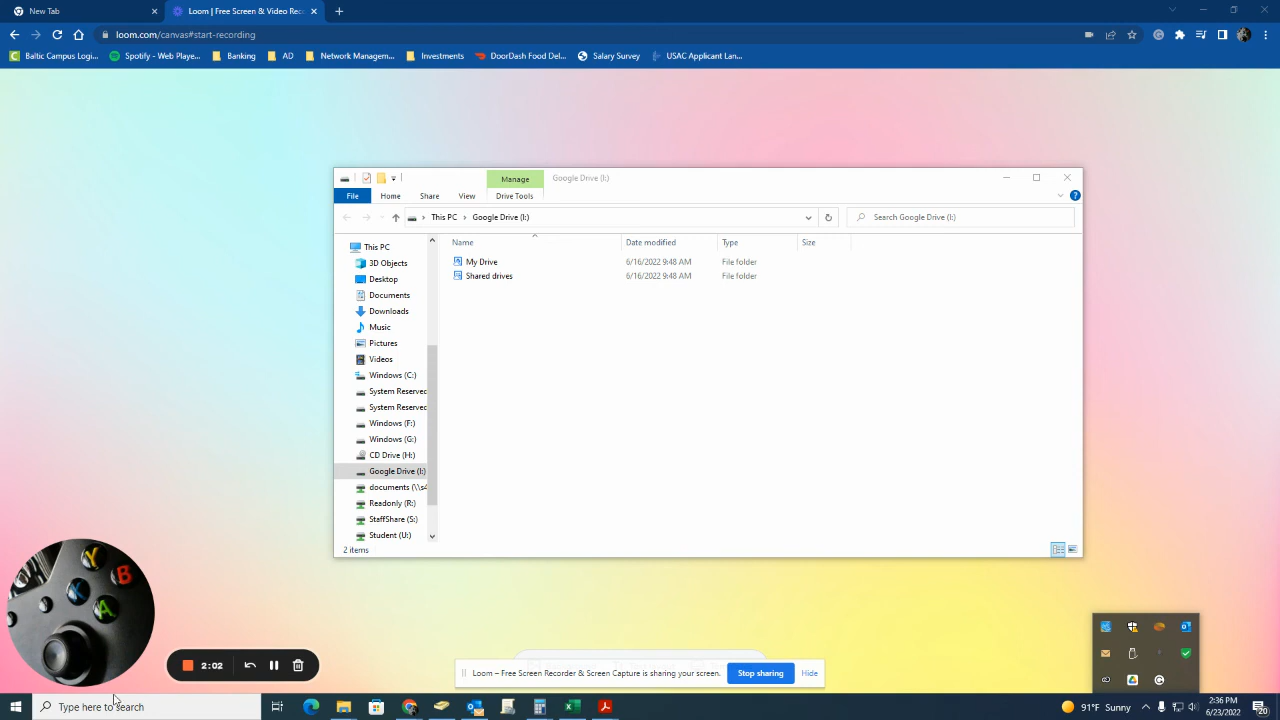 New Tab
Loom | Free Screen & Video Rec
loom.com/canvas#start-recording
Baltic Campus Logi...
Spotify - Web Playe...
Banking
AD
Network Managem...
Investments
DoorDash Food Del...
Salary Survey
USAC Applicant Lan...
Manage
Google Drive (I:)
File
Home
Share
View
Drive Tools
This PC
Google Drive (I:)
Search Google Drive (I:)
Name
Date modified
Type
Size
My Drive
6/16/2022 9:48 AM
File folder
Shared drives
6/16/2022 9:48 AM
File folder
This PC
3D Objects
Desktop
Documents
Downloads
Music
Pictures
Videos
Windows (C:)
System Reserved
System Reserved
Windows (F:)
Windows (G:)
CD Drive (H:)
Google Drive (I:)
documents (\\s4
Readonly (R:)
StaffShare (S:)
Student (U:)
2 items
Y
B
X
A
2:02
Loom – Free Screen Recorder & Screen Capture is sharing your screen.
Stop sharing
Hide
Type here to search
91°F Sunny
2:36 PM
6/23/2022
20